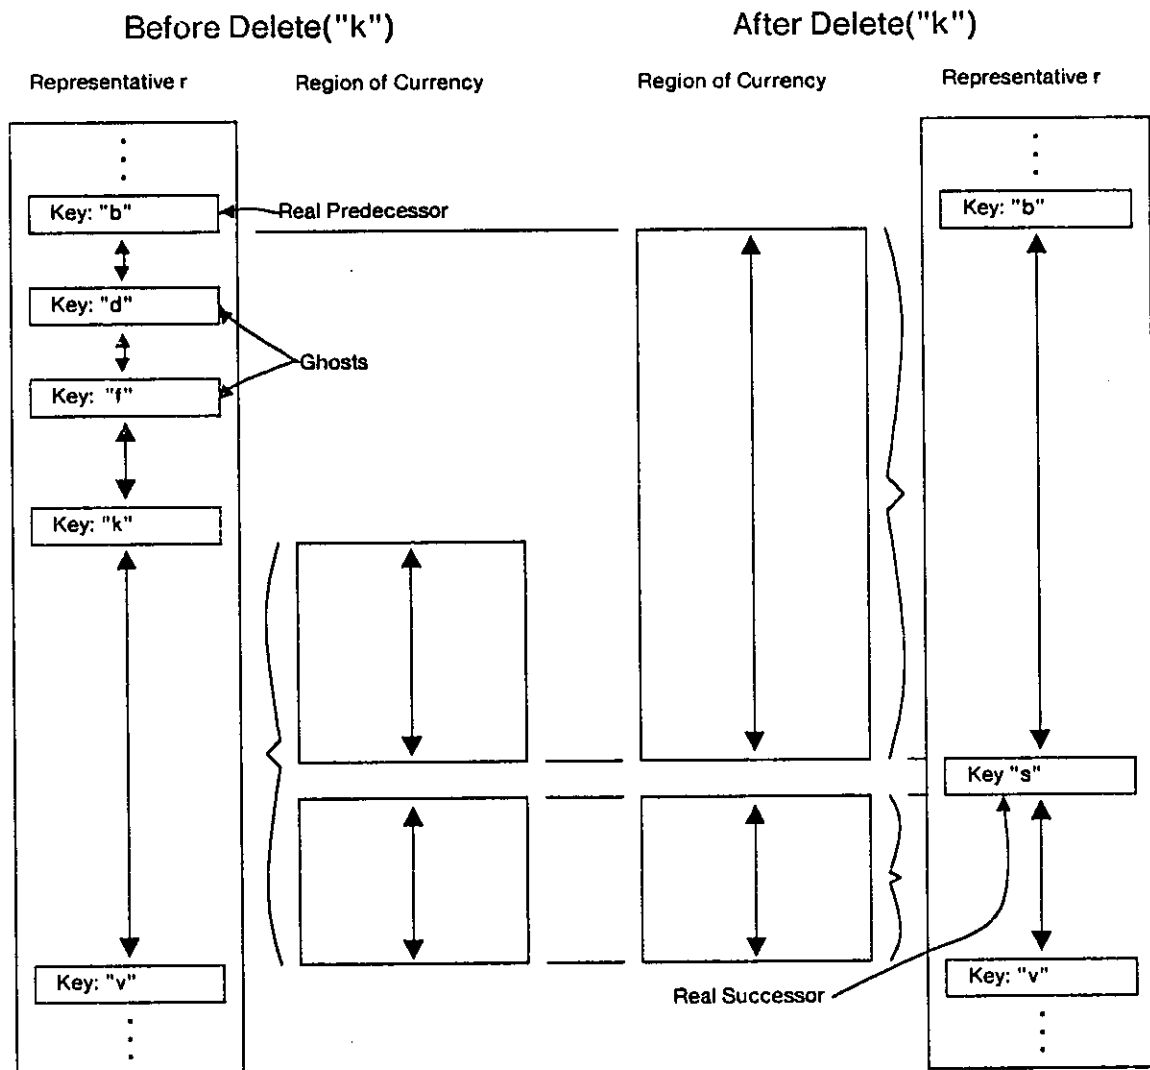 Before Delete("k")
After Delete("k")
Representative r
Region of Currency
Region of Currency
Representative r
Key: "b"
Real Predecessor
Key: "b"
Key: "d"
Ghosts
Key: "f"
Key: "k"
Key "s"
Key: "v"
Real Successor
Key: "v"